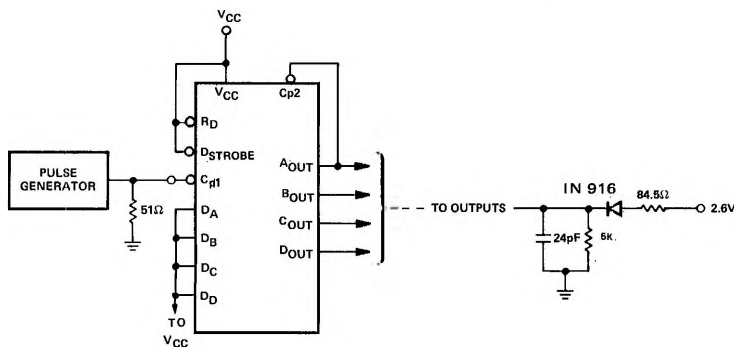 VCC
VCC
Cp2
RD
DSTROBE
PULSE
GENERATOR
Cp1
51Ω
DA
DB
DC
DD
TO
VCC
AOUT
BOUT
COUT
DOUT
TO OUTPUTS
IN 916
84.5Ω
2.6V
24pF
5K